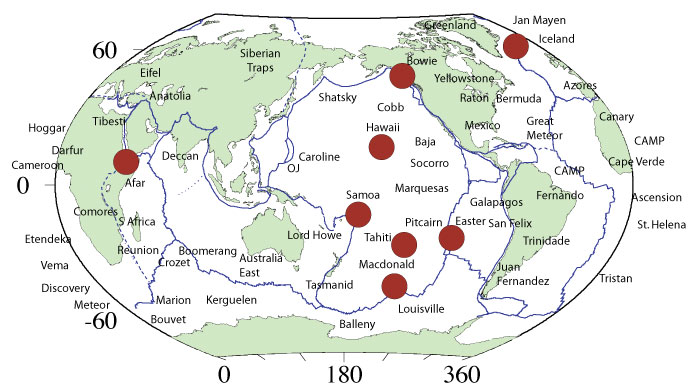 Jan Mayen
Greenland
Iceland
60
Siberian
Traps
Bowie
Eifel
Yellowstone
Azores
Anatolia
Shatsky
Raton
Bermuda
Cobb
Canary
Tibesti
Great
Meteor
Hoggar
Hawaii
Mexico
CAMP
Baja
Darfur
Deccan
Caroline
Cape Verde
Cameroon
OJ
Socorro
CAMP
0
Afar
Marquesas
Samoa
Fernando
Ascension
Comores
Galapagos
S Africa
Pitcairn
Easter
San Felix
St. Helena
Etendeka
Lord Howe
Tahiti
Trinidade
Reunion
Boomerang
Vema
Crozet
Australia
East
Macdonald
Juan
Fernandez
Tristan
Discovery
Tasmanid
Meteor
Marion
Kerguelen
Louisville
-60
Bouvet
Balleny
0
180
360